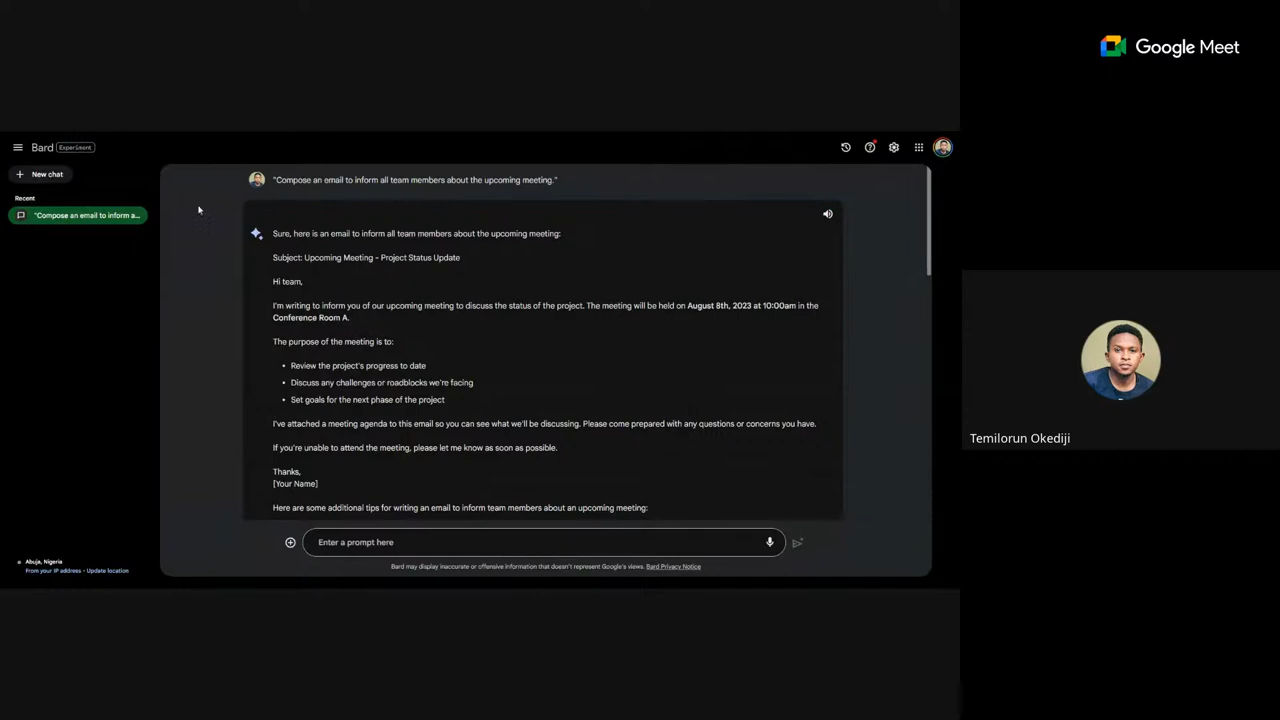 Google Meet
Bard Experiment
New chat
Recent
"Compose an email to inform a...
"Compose an email to inform all team members about the upcoming meeting."
Sure, here is an email to inform all team members about the upcoming meeting:
Subject: Upcoming Meeting - Project Status Update
Hi team,
I'm writing to inform you of our upcoming meeting to discuss the status of the project. The meeting will be held on August 8th, 2023 at 10:00am in the
Conference Room A.
The purpose of the meeting is to:
• Review the project's progress to date
• Discuss any challenges or roadblocks we're facing
• Set goals for the next phase of the project
I've attached a meeting agenda to this email so you can see what we'll be discussing. Please come prepared with any questions or concerns you have.
If you're unable to attend the meeting, please let me know as soon as possible.
Thanks,
[Your Name]
Here are some additional tips for writing an email to inform team members about an upcoming meeting:
Enter a prompt here
Bard may display inaccurate or offensive information that doesn't represent Google's views. Bard Privacy Notice
Abuja, Nigeria
From your IP address • Update location
Temilorun Okediji